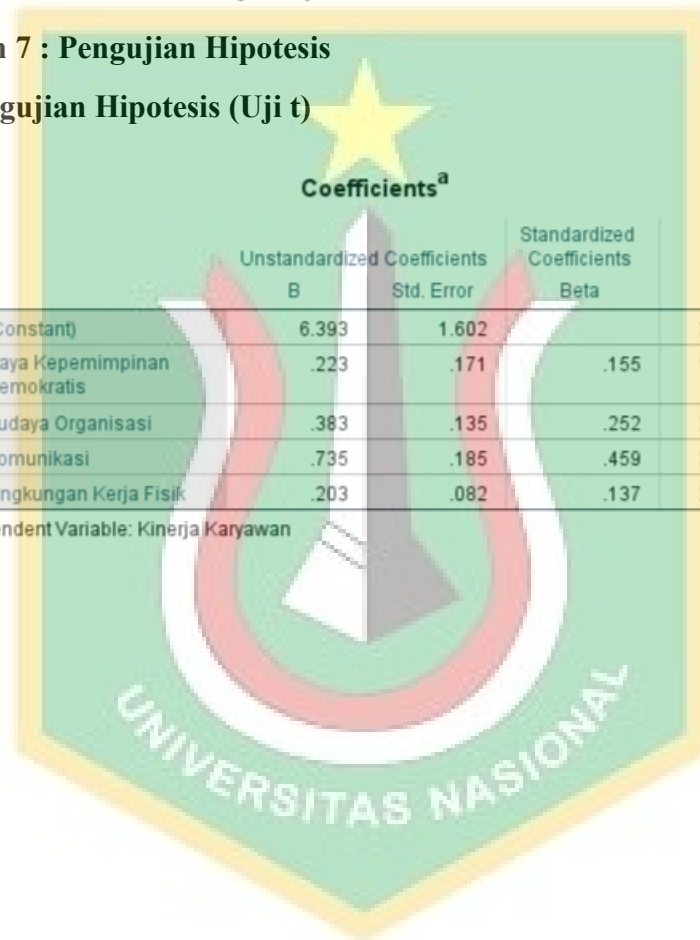 7 : Pengujian Hipotesis
gujian Hipotesis (Uji t)
Coefficientsᵃ
Unstandardized Coefficients
Standardized Coefficients
B Std. Error Beta
Constant) 6.393 1.602
aya Kepemimpinan .223 .171 .155
emokratis
udaya Organisasi .383 .135 .252
omunikasi .735 .185 .459
ngkungan Kerja Fisik .203 .082 .137
ndent Variable: Kinerja Karyawan
UNIVERSITAS NASIONAL